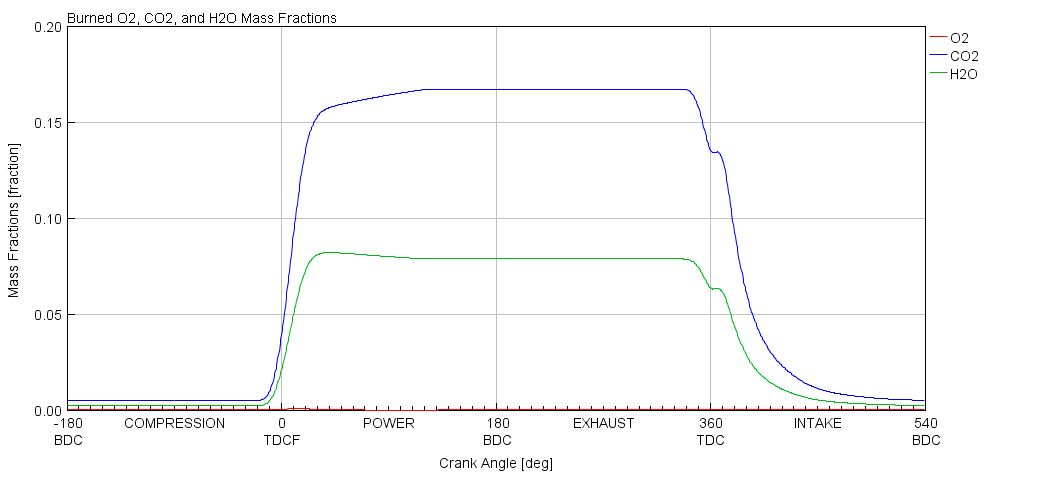 Burned O2, CO2, and H2O Mass Fractions
0.20
0.15
0.10
0.05
0.00
Mass Fractions [fraction]
O2
CO2
H2O
-180 COMPRESSION 0 POWER 180 EXHAUST 360 INTAKE 540
BDC TDCF BDC TDC BDC
Crank Angle [deg]